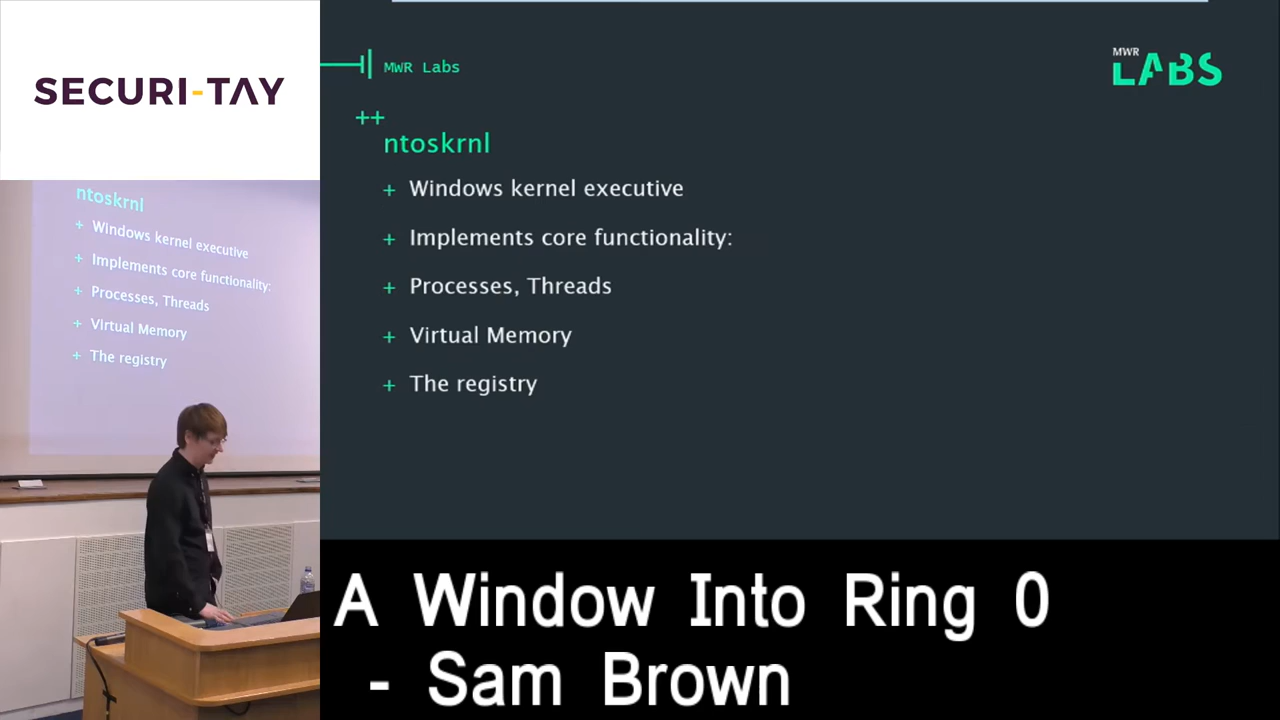 SECURI-TAY
MWR Labs
MWR
LABS
++
ntoskrnl
+ Windows kernel executive
+ Implements core functionality:
+ Processes, Threads
+ Virtual Memory
+ The registry
ntoskrnl
+ Windows kernel executive
+ Implements core functionality:
+ Processes, Threads
+ Virtual Memory
+ The registry
A Window Into Ring 0
- Sam Brown